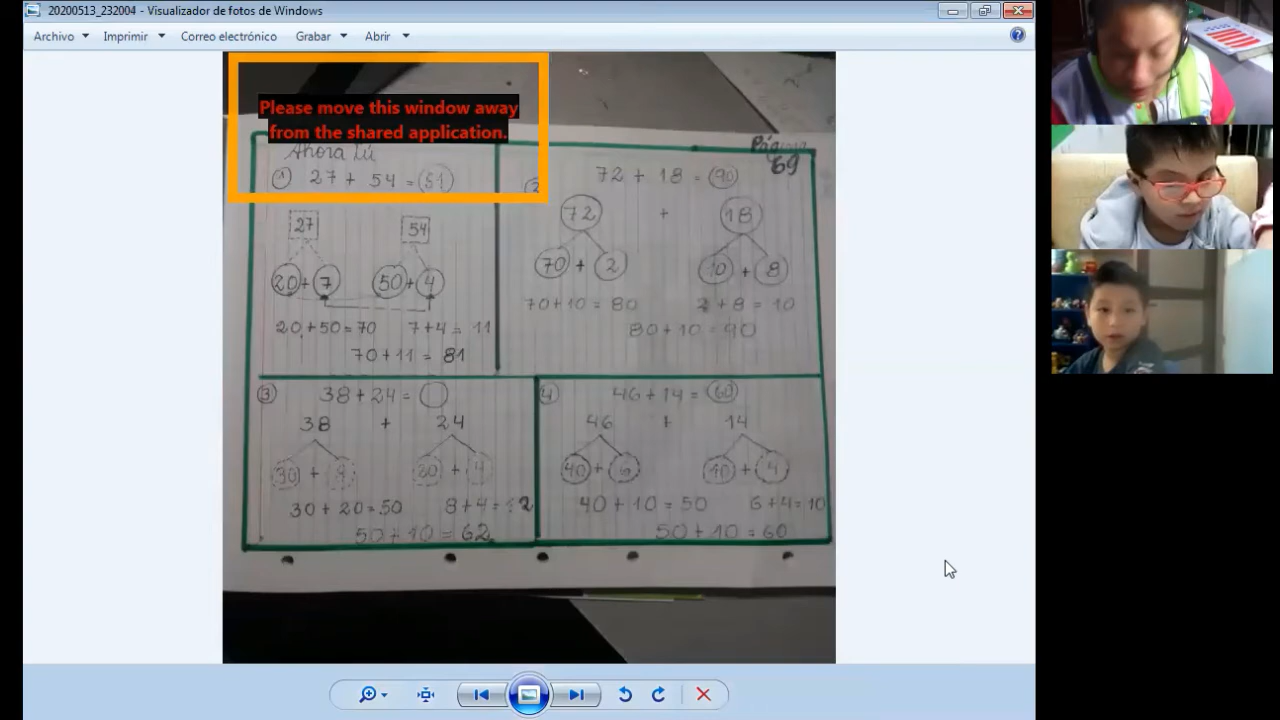 20200513_232004 - Visualizador de fotos de Windows
Archivo Imprimir Correo electrónico Grabar Abrir
Please move this window away
from the shared application.
Página
69
Ahora tú
1 27 + 54 = 81
27 54
20 + 7 50 + 4
20 + 50 = 70 7 + 4 = 11
70 + 11 = 81
2 72 + 18 = 90
72 + 18
70 + 2 10 + 8
70 + 10 = 80 2 + 8 = 10
80 + 10 = 90
3 38 + 24 =
38 + 24
30 + 8 + 4
30 + 20 = 50 8 + 4 = 12
50 + 10 = 62
4 46 + 14 = 60
46 + 14
40 + 6 10 + 4
40 + 10 = 50 6 + 4 = 10
50 + 10 = 60